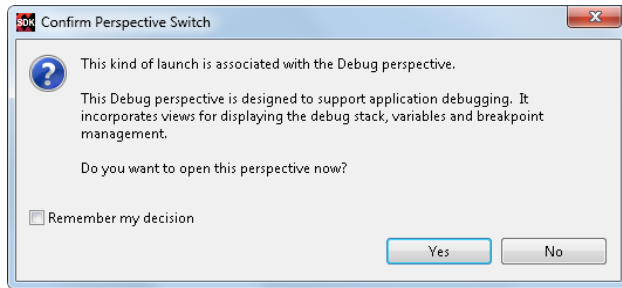 SDK Confirm Perspective Switch
This kind of launch is associated with the Debug perspective.
This Debug perspective is designed to support application debugging. It
incorporates views for displaying the debug stack, variables and breakpoint
management.
Do you want to open this perspective now?
Remember my decision
Yes No